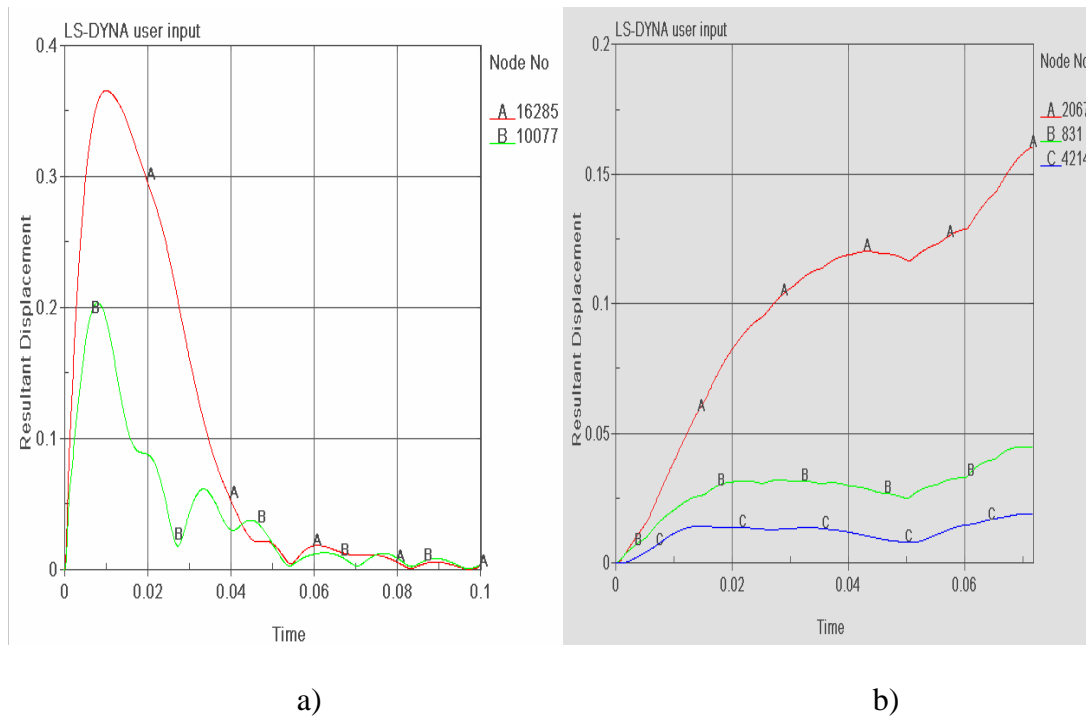 LS-DYNA user input
0.4
0.3
0.2
0.1
0
Resultant Displacement
0
0.02
0.04
0.06
0.08
0.1
Time
Node No
A 16285
B 10077
A
A
A
A
A
B
B
B
B
B
a)
LS-DYNA user input
0.2
0.15
0.1
0.05
0
Resultant Displacement
0
0.02
0.04
0.06
Time
Node No
A 2067
B 831
C 4214
A
A
A
A
A
B
B
B
B
B
C
C
C
C
C
b)